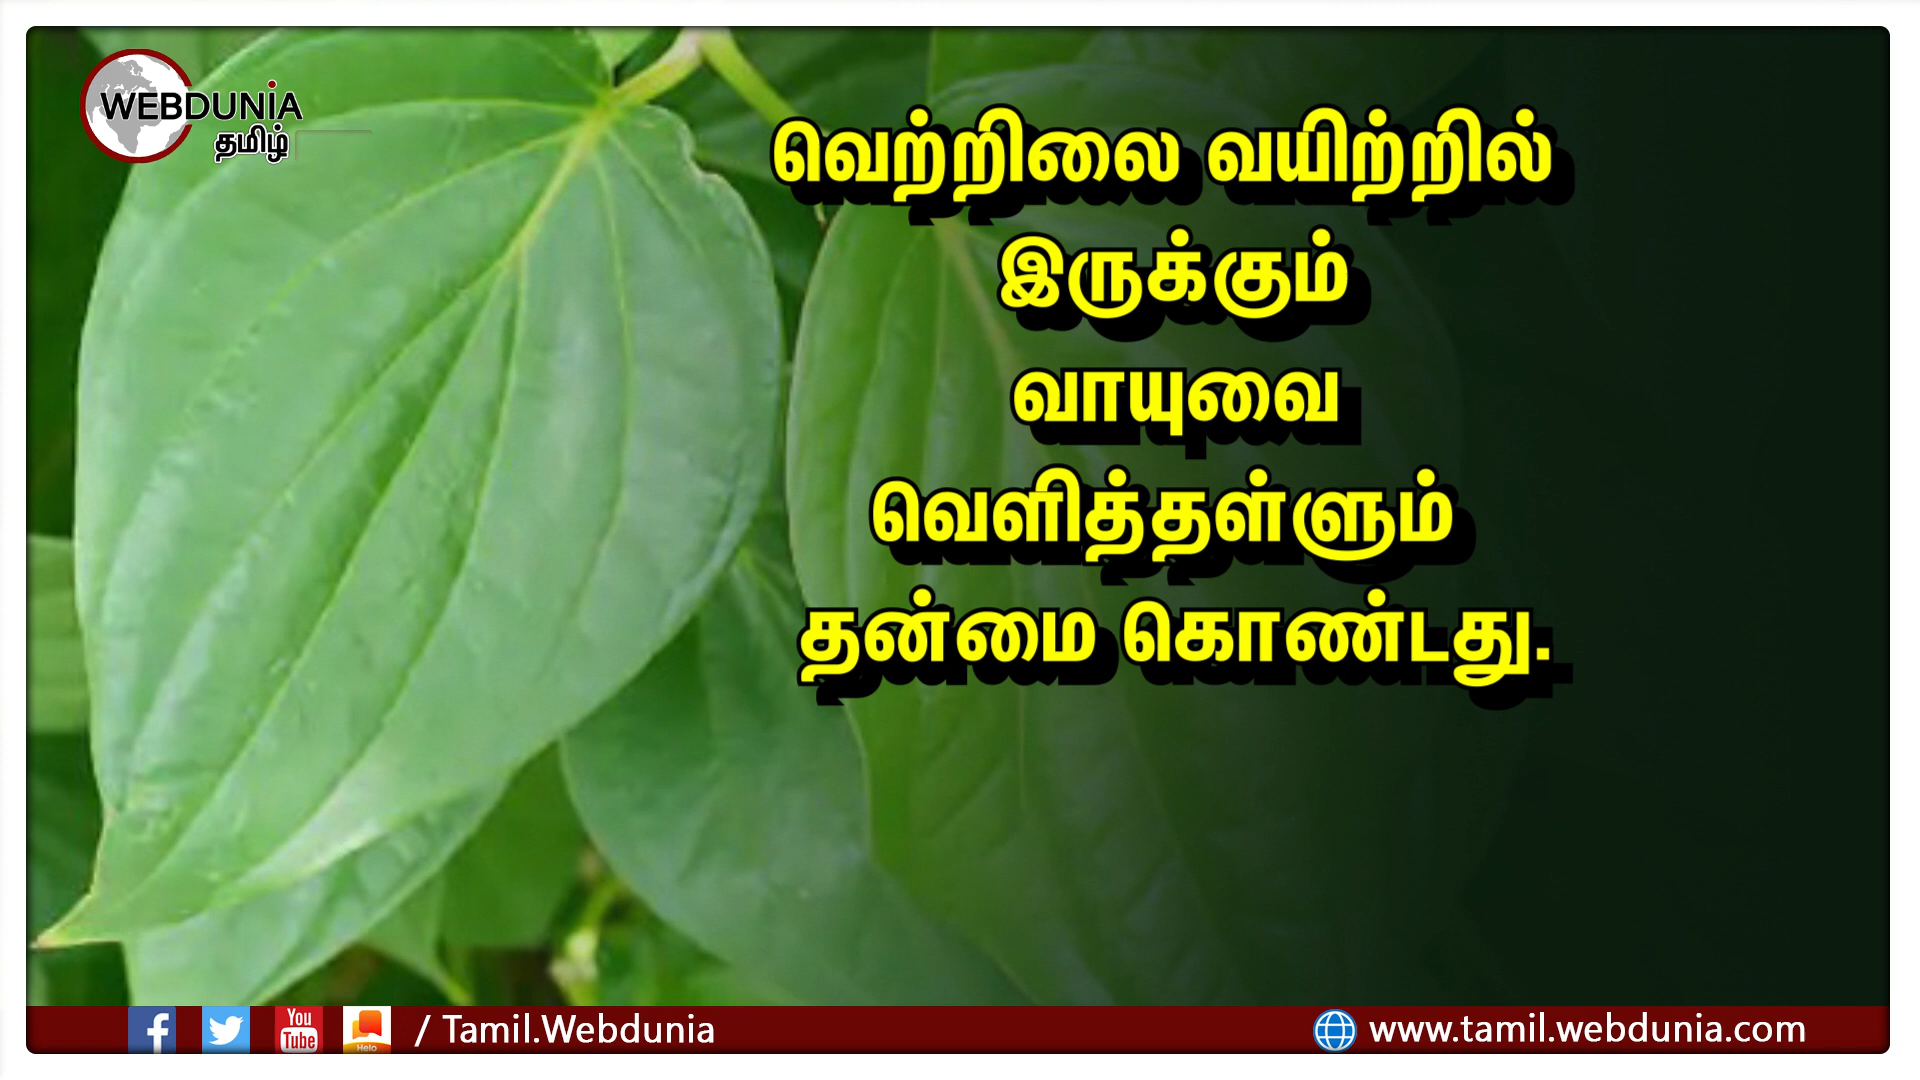 WEBDUNIA
தமிழ்
வெற்றிலை வயிற்றில்
இருக்கும்
வாயுவை
வெளித்தள்ளும்
தன்மை கொண்டது.
You Tube Helo / Tamil.Webdunia www.tamil.webdunia.com